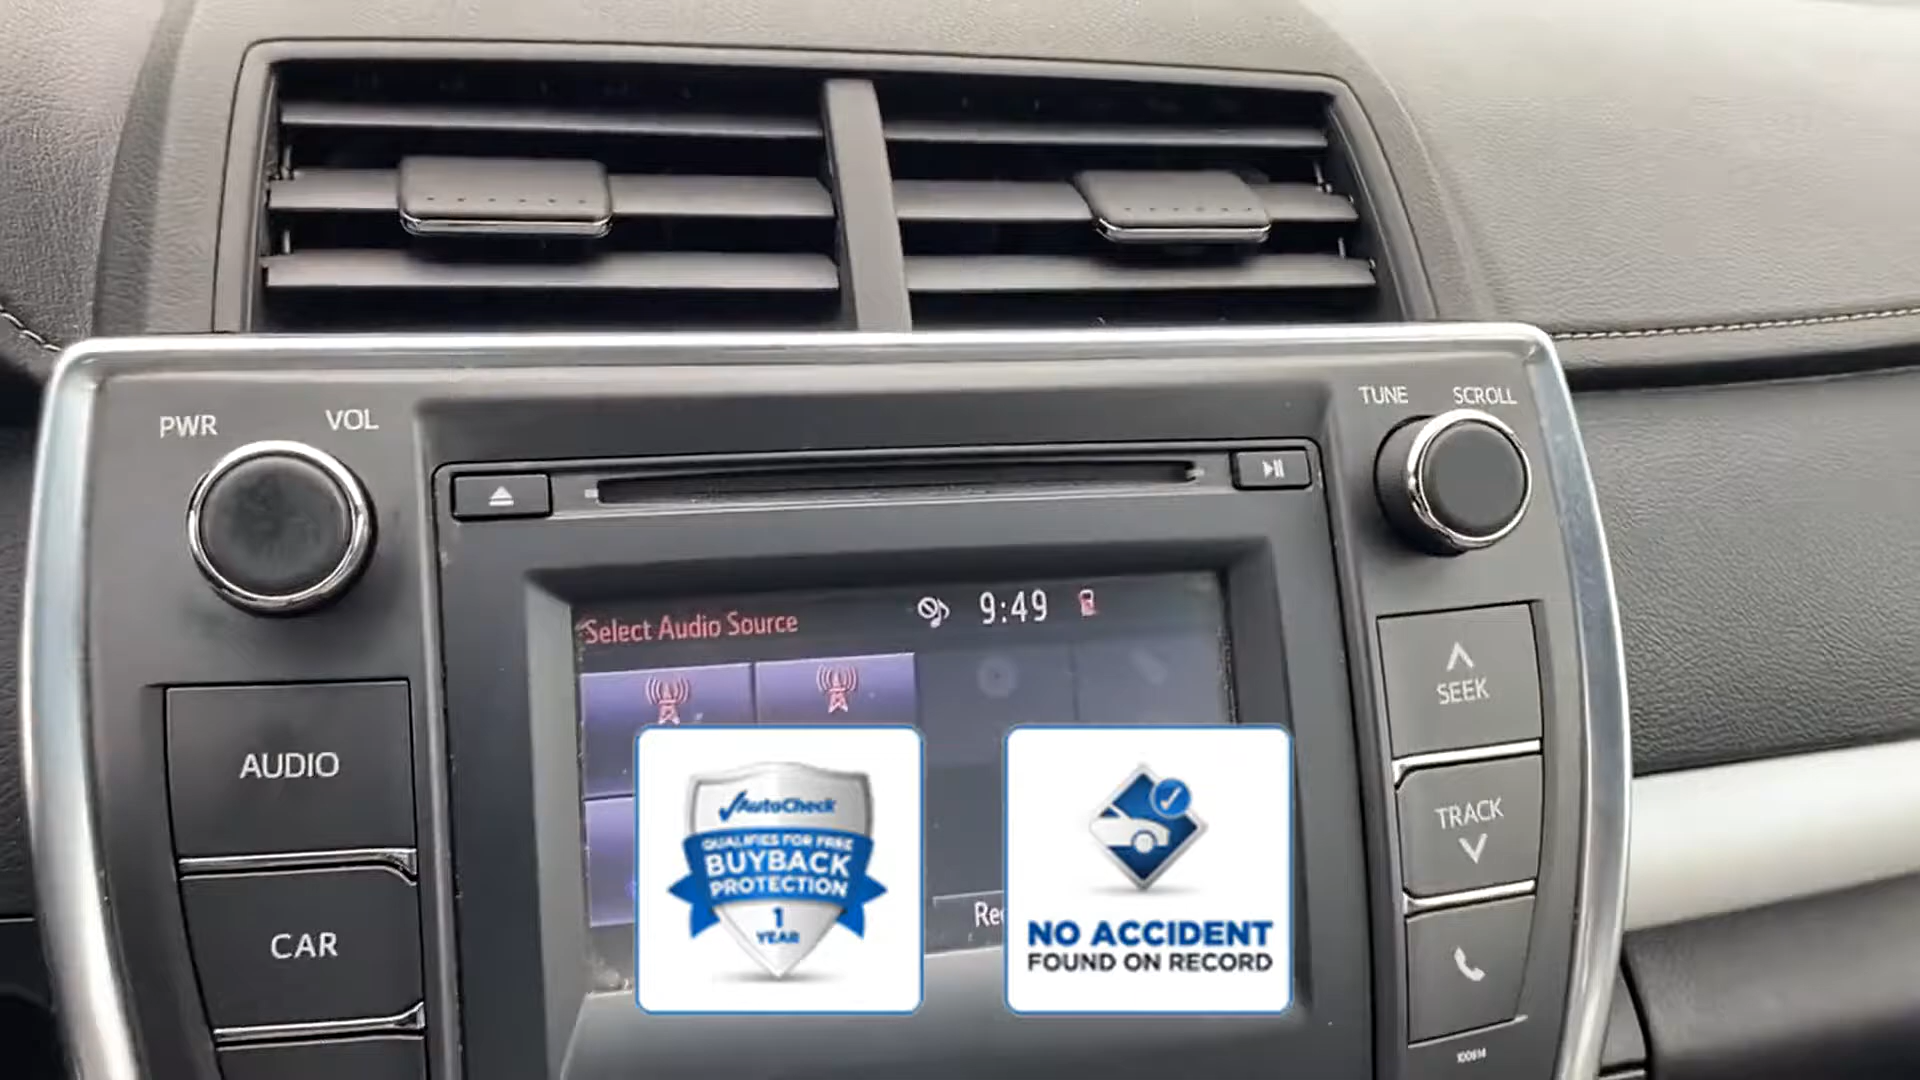 PWR
VOL
TUNE
SCROLL
Select Audio Source
9:49
SEEK
AUDIO
TRACK
CAR
AutoCheck
QUALIFIES FOR FREE
BUYBACK
PROTECTION
1
YEAR
NO ACCIDENT
FOUND ON RECORD